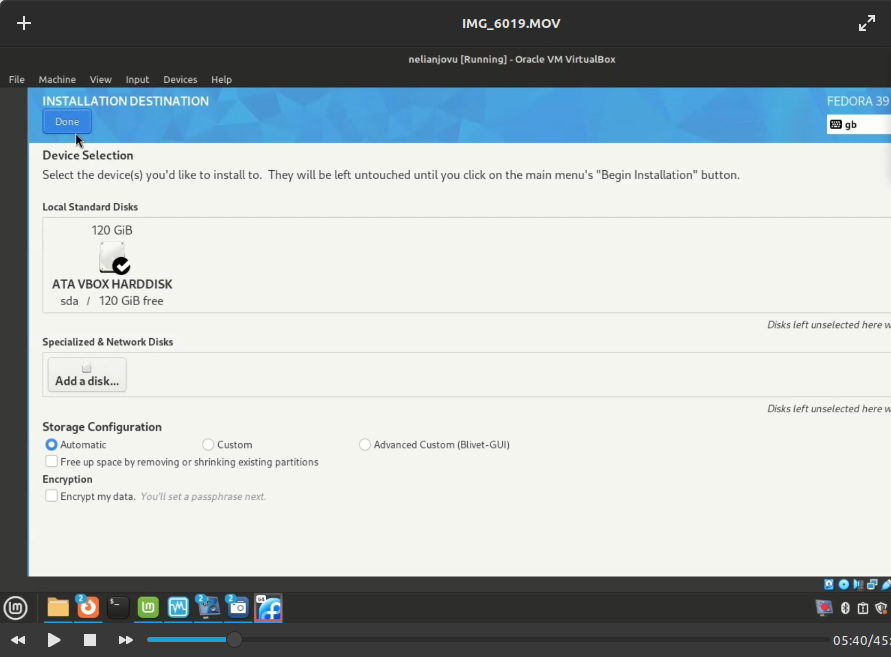 IMG_6019.MOV
nelianjovu [Running] - Oracle VM VirtualBox
File Machine View Input Devices Help
INSTALLATION DESTINATION
FEDORA 39
Done
gb
Device Selection
Select the device(s) you'd like to install to. They will be left untouched until you click on the main menu's "Begin Installation" button.
Local Standard Disks
120 GiB
ATA VBOX HARDDISK
sda / 120 GiB free
Disks left unselected here w
Specialized & Network Disks
Add a disk...
Disks left unselected here w
Storage Configuration
Automatic Custom Advanced Custom (Blivet-GUI)
Free up space by removing or shrinking existing partitions
Encryption
Encrypt my data. You'll set a passphrase next.
2 2 2 64
05:40/45: